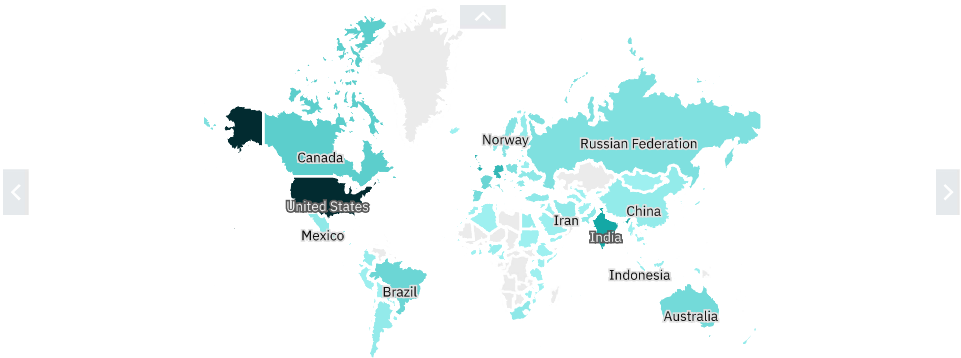 Norway
Russian Federation
Canada
United States
China
Iran
Mexico
India
Indonesia
Brazil
Australia